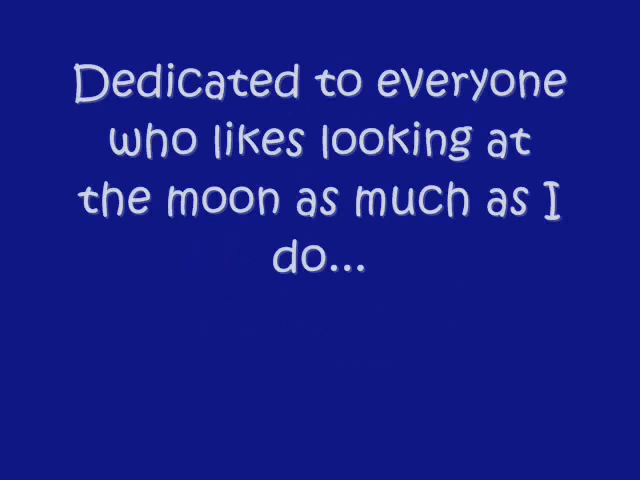 Dedicated to everyone
who likes looking at
the moon as much as I
do...